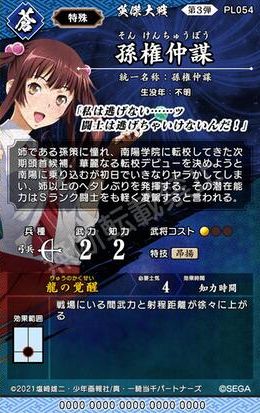 蒼
特殊
英傑大戦
第3弾
PL054
そんけんちゅうぼう
孫権仲謀
統一名称：孫権仲謀
生没年：不明
「私は逃げない……ッ
闘士は逃げちゃいけないんだ！」
姉である孫策に憧れ、南陽学院に転校してきた次
期頭首候補。華麗なる転校デビューを決めようと
南陽に乗り込むが初日でいきなりヤラかしてしま
い、姉以上のヘタレぶりを発揮する。その潜在能
力はSランク闘士をも軽く凌駕すると言われる。
兵種
武力
知力
武将コスト
弓兵
2
2
特技
昂揚
りゅうのかくせい
龍の覚醒
必要士気
4
効果時間
知力時間
効果範囲
戦場にいる間武力と射程距離が徐々に上が
る
©2021塩崎雄二・少年画報社/真・一騎当千パートナーズ
©SEGA
0000-0000-0000-0000-0000